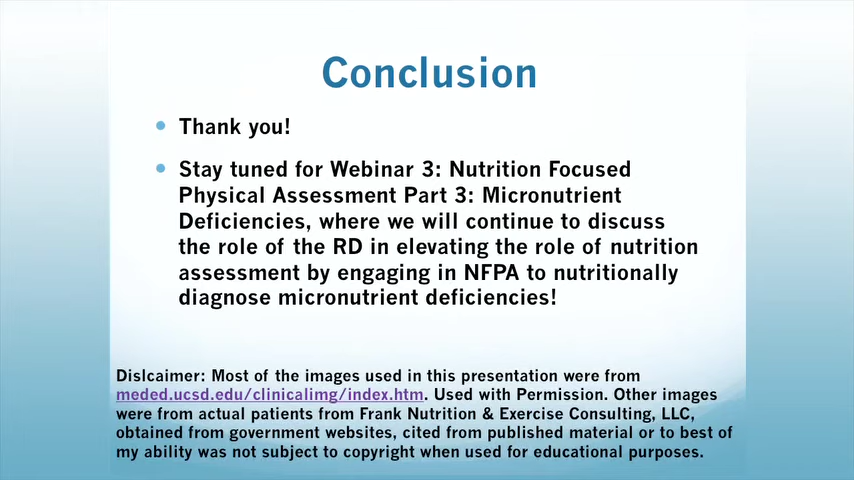 Conclusion
Thank you!
Stay tuned for Webinar 3: Nutrition Focused
Physical Assessment Part 3: Micronutrient
Deficiencies, where we will continue to discuss
the role of the RD in elevating the role of nutrition
assessment by engaging in NFPA to nutritionally
diagnose micronutrient deficiencies!
Dislcaimer: Most of the images used in this presentation were from
meded.ucsd.edu/clinicalimg/index.htm. Used with Permission. Other images
were from actual patients from Frank Nutrition & Exercise Consulting, LLC,
obtained from government websites, cited from published material or to best of
my ability was not subject to copyright when used for educational purposes.